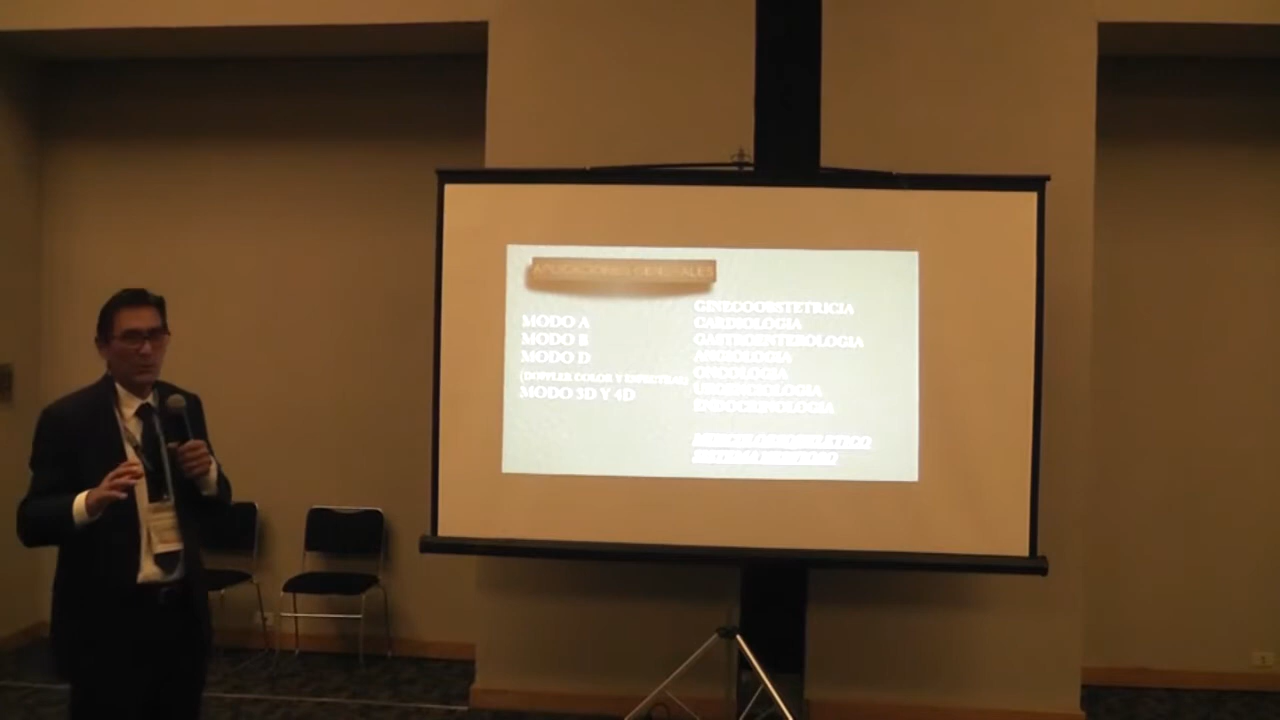 APLICACIONES GENERALES
MODO A
MODO B
MODO D
(DOPPLER COLOR Y ESPECTRAL)
MODO 3D Y 4D
GINECOOBSTETRICIA
CARDIOLOGIA
GASTROENTEROLOGIA
ANGIOLOGIA
ONCOLOGIA
ENDOCRINOLOGIA